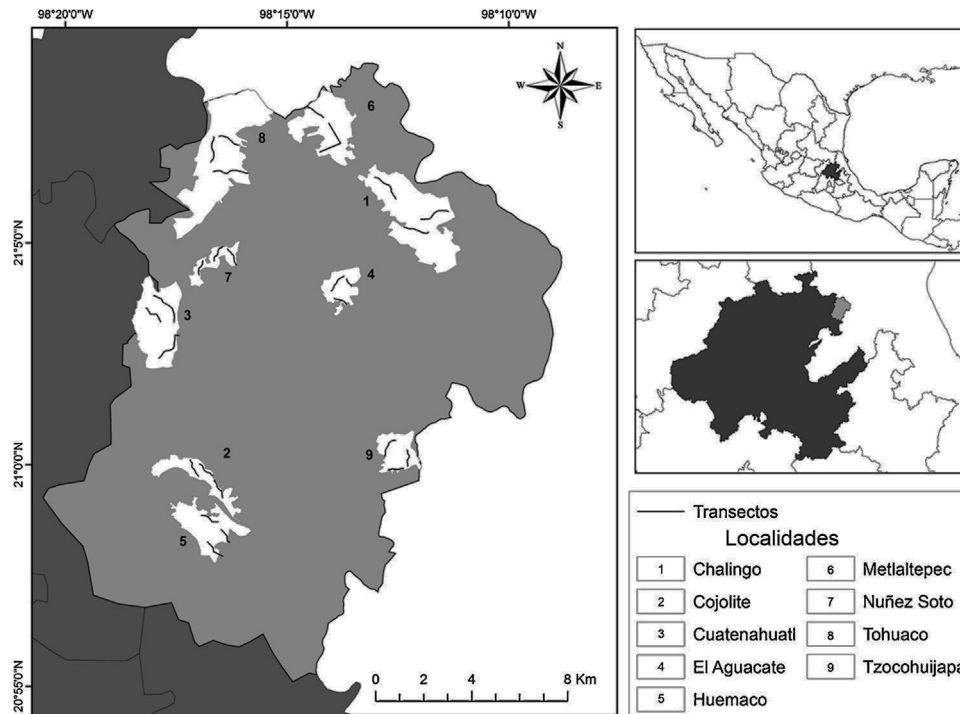 98°20'0"W 98°15'0"W 98°10'0"W
21°5'0"N
21°0'0"N
20°55'0"N
N
W E
S
6
8
1
4
7
3
2
9
5
0 2 4 6 8 Km
Transectos
Localidades
1 Chalingo
2 Cojolite
3 Cuatenahuatl
4 El Aguacate
5 Huemaco
6 Metlaltepec
7 Nuñez Soto
8 Tohuaco
9 Tzocohuijapa